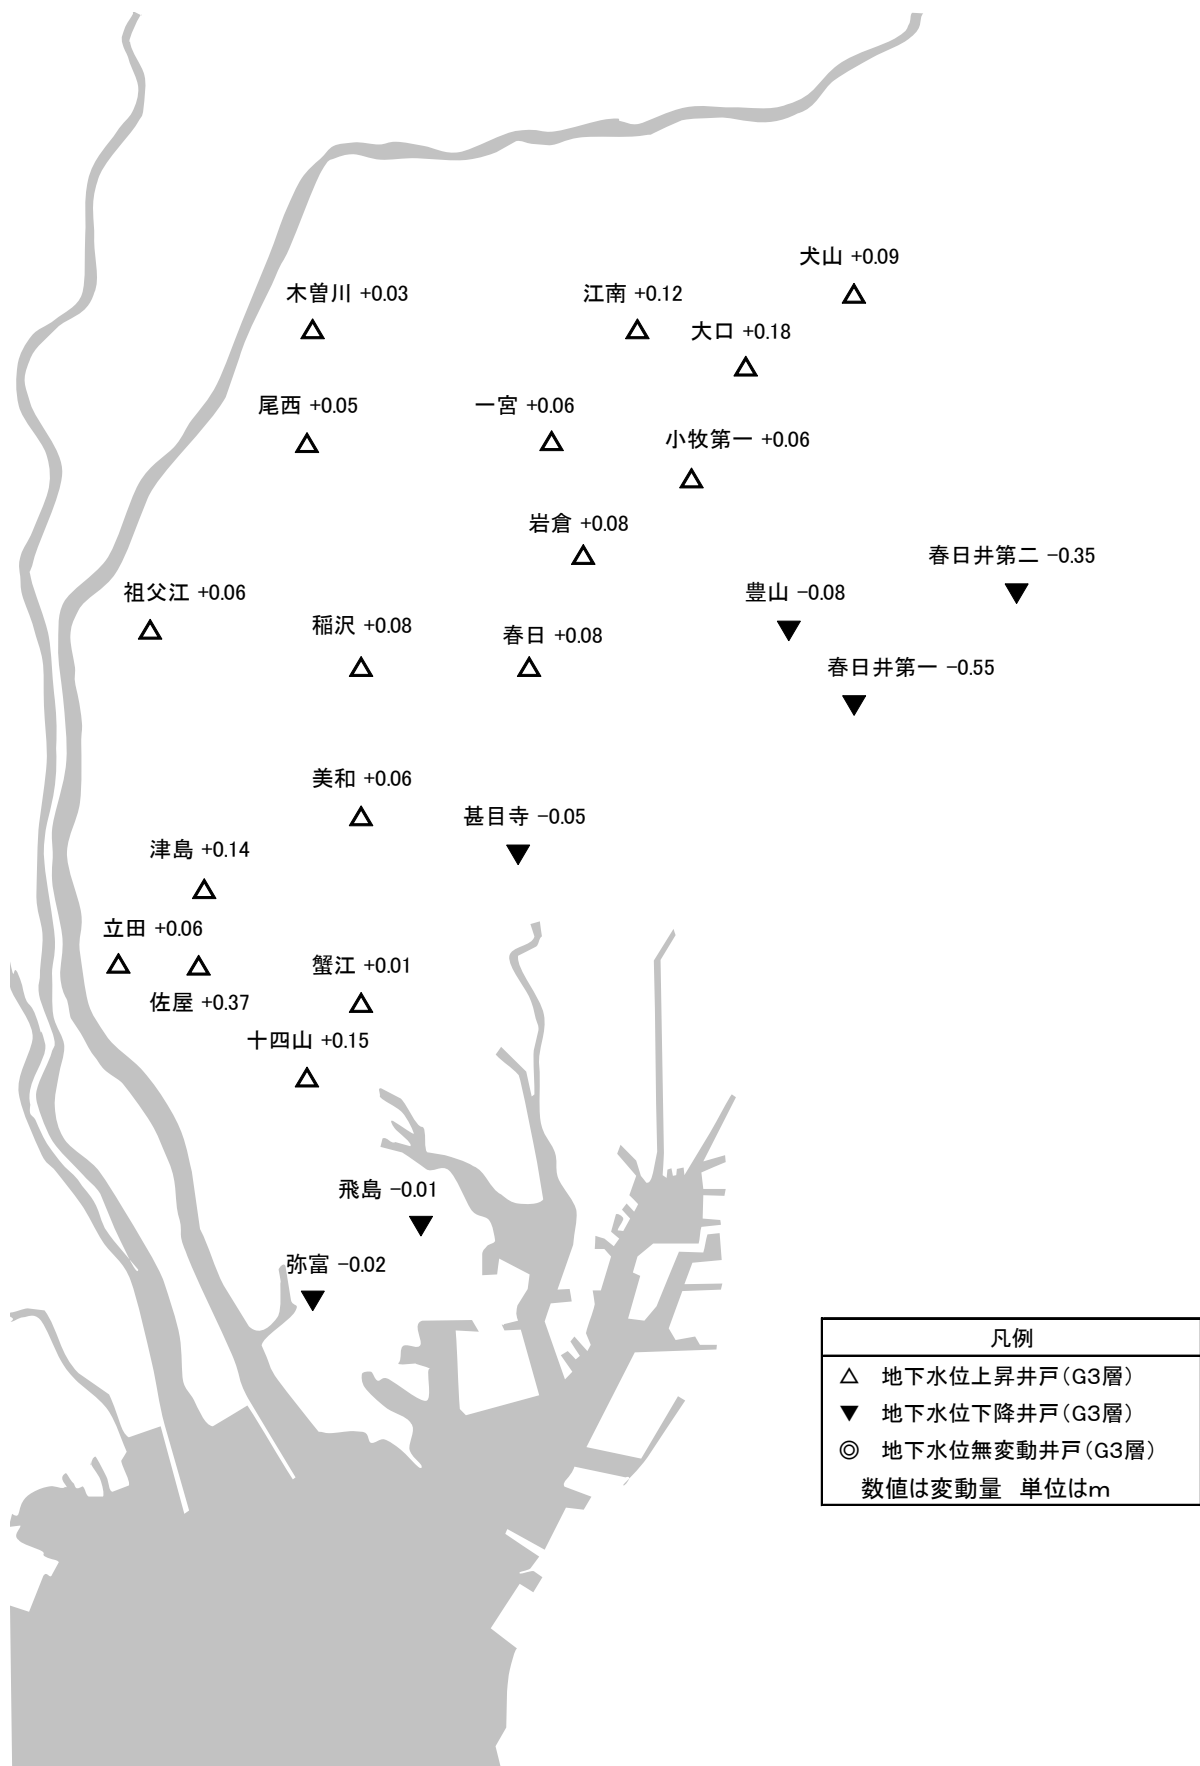 犬山 +0.09
木曽川 +0.03
江南 +0.12
大口 +0.18
尾西 +0.05
一宮 +0.06
小牧第一 +0.06
岩倉 +0.08
春日井第二 −0.35
祖父江 +0.06
豊山 −0.08
稲沢 +0.08
春日 +0.08
春日井第一 −0.55
美和 +0.06
甚目寺 −0.05
津島 +0.14
立田 +0.06
蟹江 +0.01
佐屋 +0.37
十四山 +0.15
飛島 −0.01
弥富 −0.02
凡例
△ 地下水位上昇井戸（G3層）
▼ 地下水位下降井戸（G3層）
◎ 地下水位無変動井戸（G3層）
数値は変動量　単位はｍ